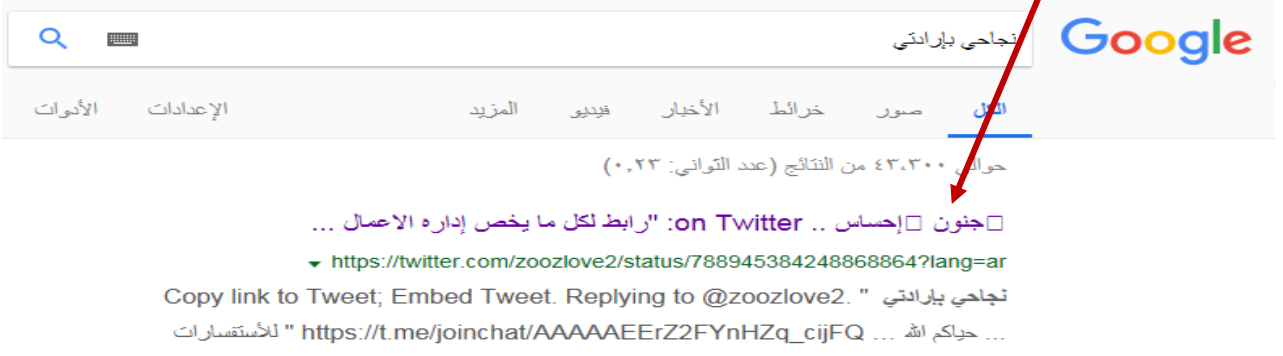 Google
نجاحي بإرادتي
الكل صور خرائط الأخبار فيديو المزيد الإعدادات الأدوات
حوالي ٤٣,٣٠٠ من النتائج (عدد الثواني: ٠,٢٣)
□جنون □إحساس .. on Twitter: "رابط لكل ما يخص إداره الاعمال ...
https://twitter.com/zoozlove2/status/788945384248868864?lang=ar
Copy link to Tweet; Embed Tweet. Replying to @zoozlove2. " نجاحي بإرادتي
... حياكم الله ... https://t.me/joinchat/AAAAAEErZ2FYnHZq_cijFQ " للأستفسارات